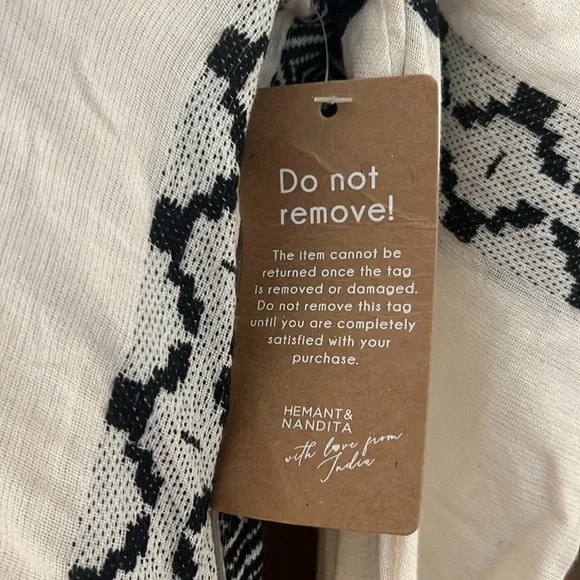 Do not
remove!
The item cannot be
returned once the tag
is removed or damaged.
Do not remove this tag
until you are completely
satisfied with your
purchase.
HEMANT&
NANDITA
with love from
India